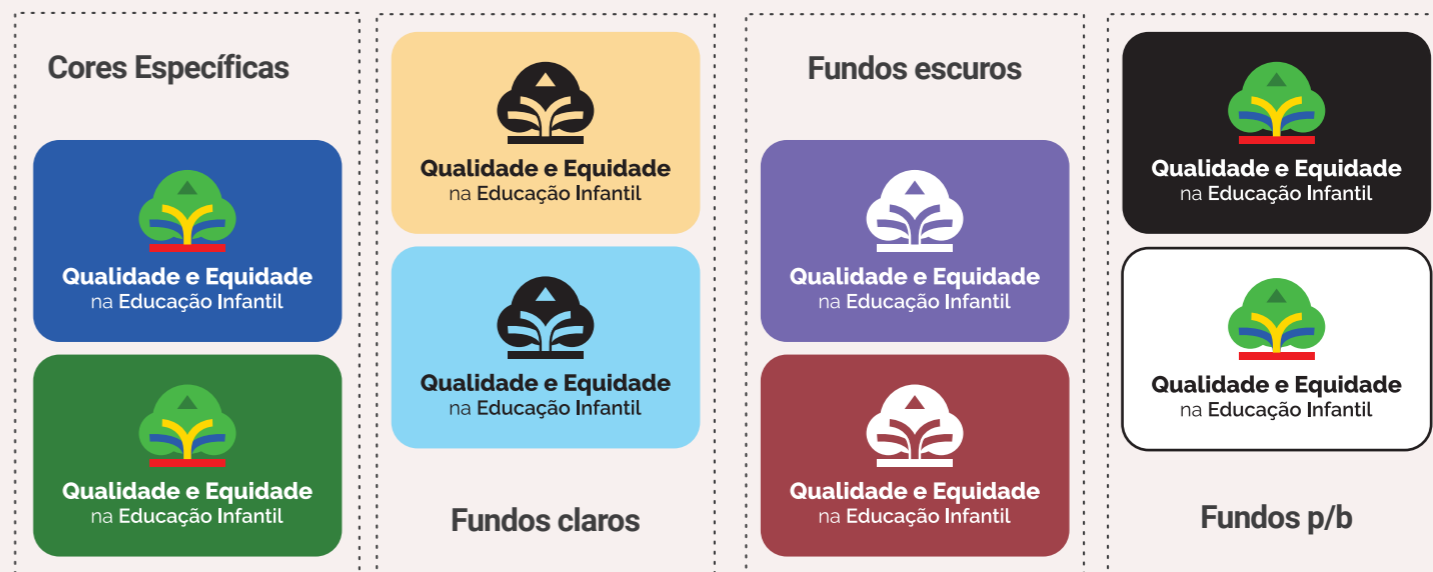 Cores Específicas
Qualidade e Equidade
na Educação Infantil
Qualidade e Equidade
na Educação Infantil
Qualidade e Equidade
na Educação Infantil
Qualidade e Equidade
na Educação Infantil
Fundos claros
Fundos escuros
Qualidade e Equidade
na Educação Infantil
Qualidade e Equidade
na Educação Infantil
Qualidade e Equidade
na Educação Infantil
Qualidade e Equidade
na Educação Infantil
Fundos p/b